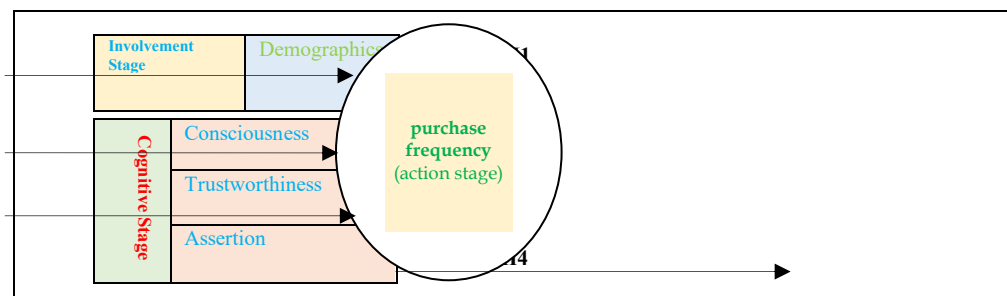 Involvement
Stage
Demographics
Cognitive Stage
Consciousness
Trustworthiness
Assertion
purchase
frequency
(action stage)